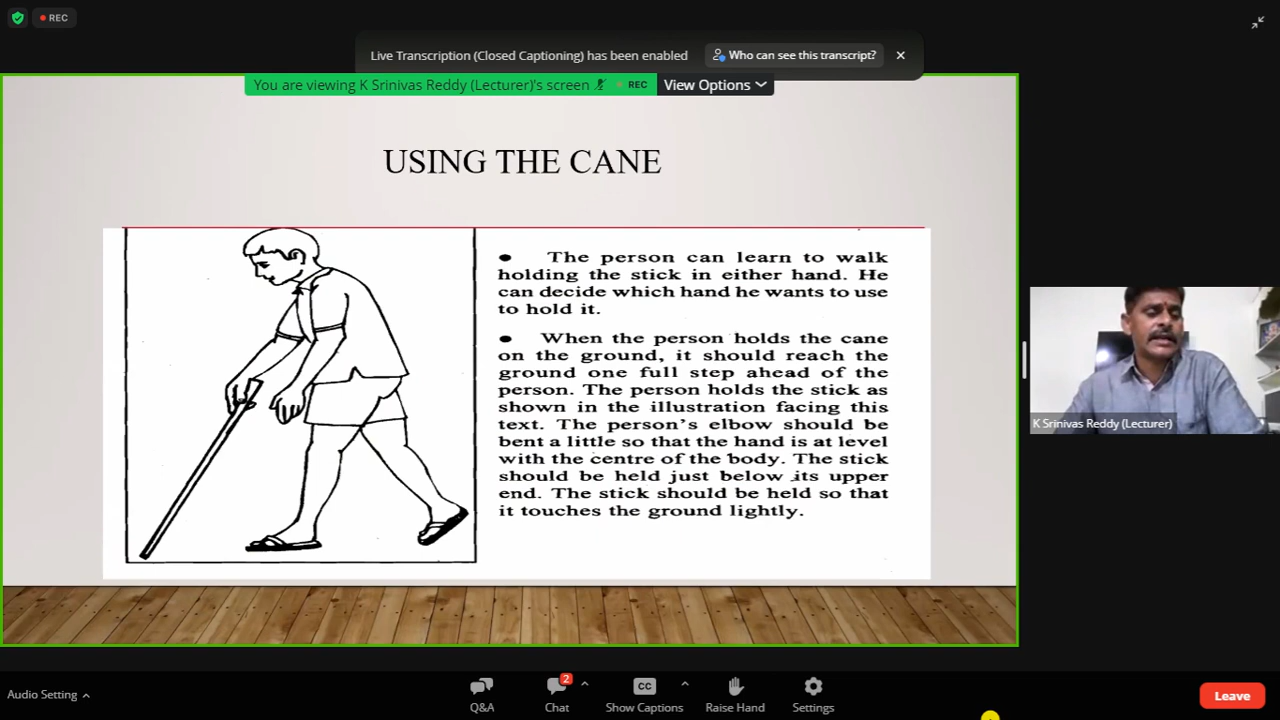 REC
Live Transcription (Closed Captioning) has been enabled
Who can see this transcript?
You are viewing K Srinivas Reddy (Lecturer)'s screen
REC
View Options
USING THE CANE
● The person can learn to walk
holding the stick in either hand. He
can decide which hand he wants to use
to hold it.
● When the person holds the cane
on the ground, it should reach the
ground one full step ahead of the
person. The person holds the stick as
shown in the illustration facing this
text. The person's elbow should be
bent a little so that the hand is at level
with the centre of the body. The stick
should be held just below its upper
end. The stick should be held so that
it touches the ground lightly.
K Srinivas Reddy (Lecturer)
Audio Setting
Q&A
2
Chat
CC
Show Captions
Raise Hand
Settings
Leave